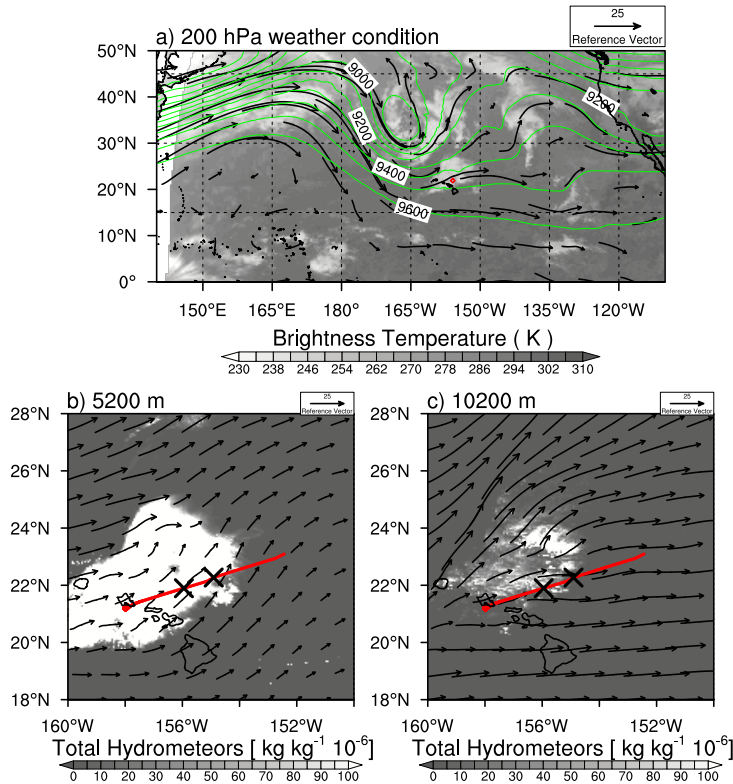 25
Reference Vector
a) 200 hPa weather condition
50°N
40°N
30°N
20°N
10°N
0°
9000
9200
9200
9400
9600
150°E 165°E 180° 165°W 150°W 135°W 120°W
Brightness Temperature ( K )
230 238 246 254 262 270 278 286 294 302 310
b) 5200 m
25
Reference Vector
c) 10200 m
25
Reference Vector
28°N
26°N
24°N
22°N
20°N
18°N
160°W 156°W 152°W
28°N
26°N
24°N
22°N
20°N
18°N
160°W 156°W 152°W
Total Hydrometeors [ kg kg⁻¹ 10⁻⁶]
0 10 20 30 40 50 60 70 80 90 100
Total Hydrometeors [ kg kg⁻¹ 10⁻⁶]
0 10 20 30 40 50 60 70 80 90 100